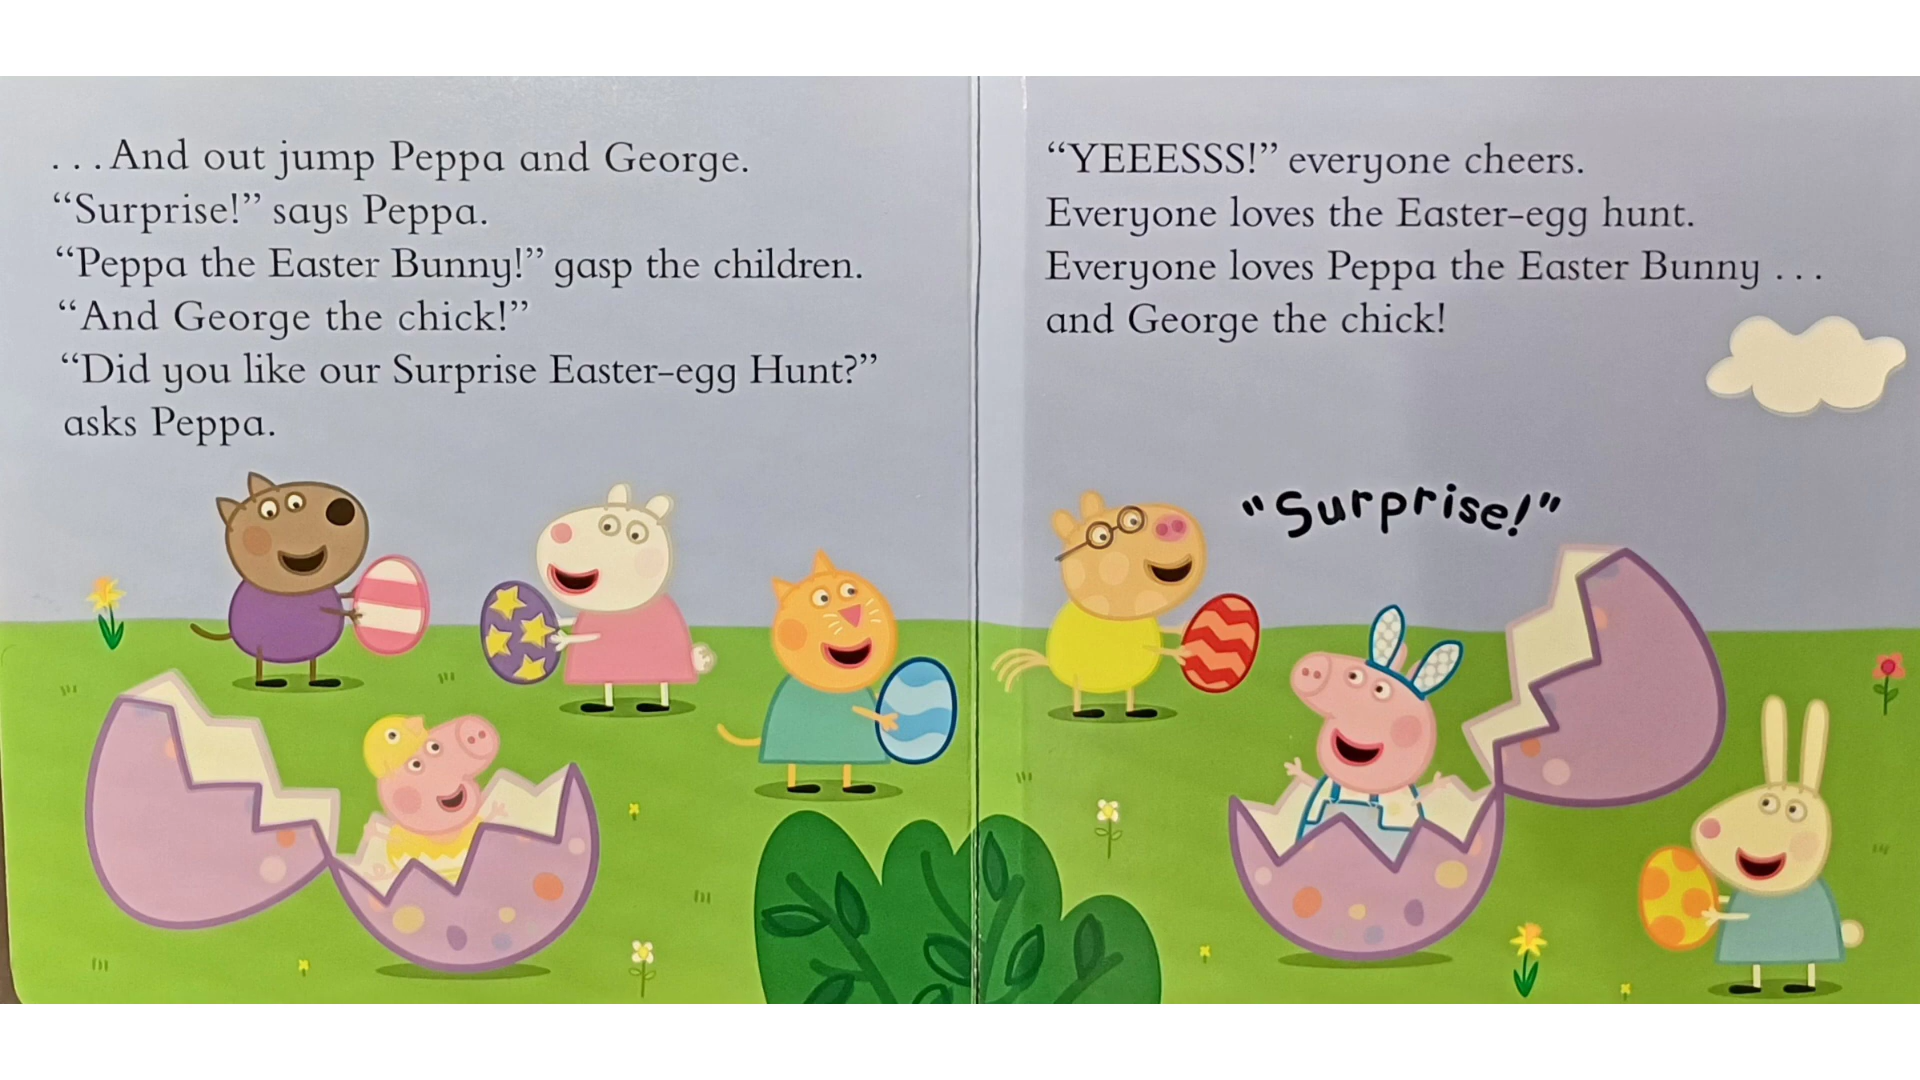 ...And out jump Peppa and George.
“Surprise!” says Peppa.
“Peppa the Easter Bunny!” gasp the children.
“And George the chick!”
“Did you like our Surprise Easter-egg Hunt?”
asks Peppa.
“YEEESSS!” everyone cheers.
Everyone loves the Easter-egg hunt.
Everyone loves Peppa the Easter Bunny ...
and George the chick!
"Surprise!"